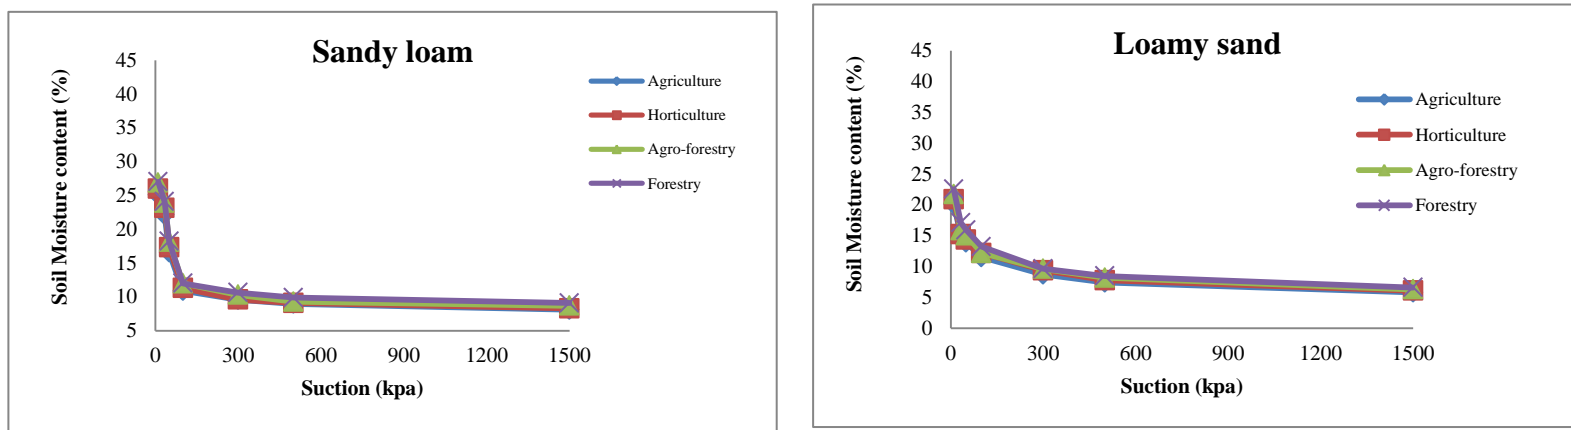 Sandy loam
Soil Moisture content (%)
45
40
35
30
25
20
15
10
5
0
300
600
900
1200
1500
Suction (kpa)
Agriculture
Horticulture
Agro-forestry
Forestry
Loamy sand
Soil Moisture content (%)
45
40
35
30
25
20
15
10
5
0
0
300
600
900
1200
1500
Suction (kpa)
Agriculture
Horticulture
Agro-forestry
Forestry